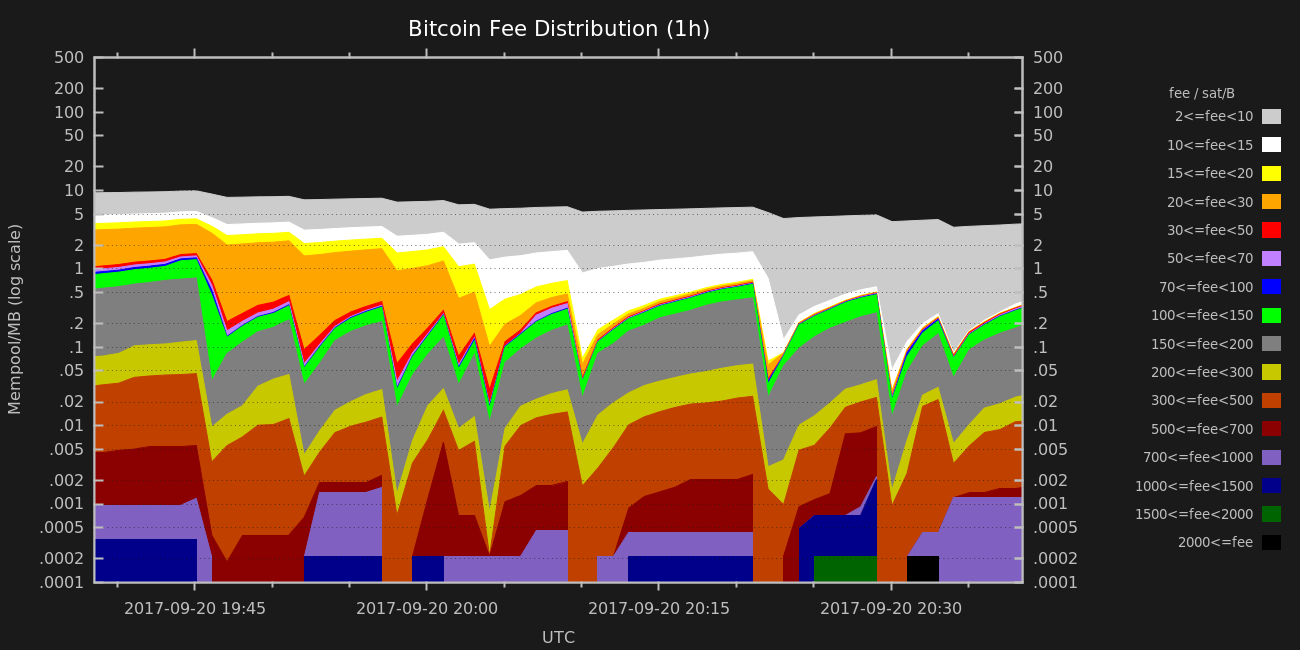 Bitcoin Fee Distribution (1h)
500 500
200 200
100 100
50 50
20 20
10 10
5 5
2 2
1 1
.5 .5
.2 .2
.1 .1
.05 .05
.02 .02
.01 .01
.005 .005
.002 .002
.001 .001
.0005 .0005
.0002 .0002
.0001 .0001
Mempool/MB (log scale)
2017-09-20 19:45 2017-09-20 20:00 2017-09-20 20:15 2017-09-20 20:30
UTC
fee / sat/B
2<=fee<10
10<=fee<15
15<=fee<20
20<=fee<30
30<=fee<50
50<=fee<70
70<=fee<100
100<=fee<150
150<=fee<200
200<=fee<300
300<=fee<500
500<=fee<700
700<=fee<1000
1000<=fee<1500
1500<=fee<2000
2000<=fee